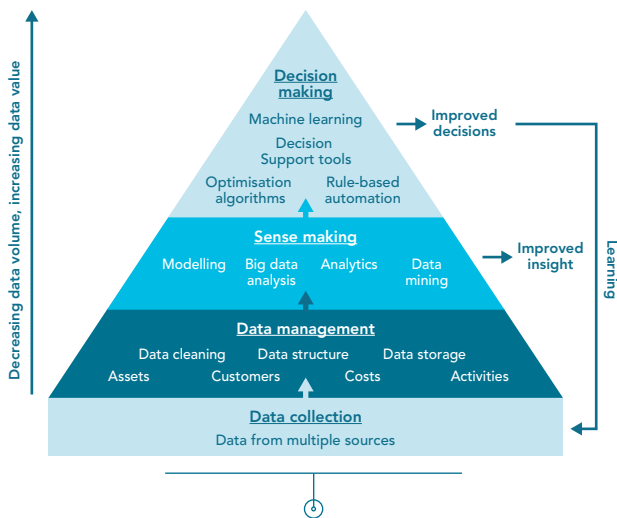 Decreasing data volume, increasing data value
Decision
making
Machine learning
Decision
Support tools
Optimisation
algorithms
Rule-based
automation
Improved
decisions
Sense making
Modelling
Big data
analysis
Analytics
Data
mining
Improved
insight
Learning
Data management
Data cleaning
Data structure
Data storage
Assets
Customers
Costs
Activities
Data collection
Data from multiple sources